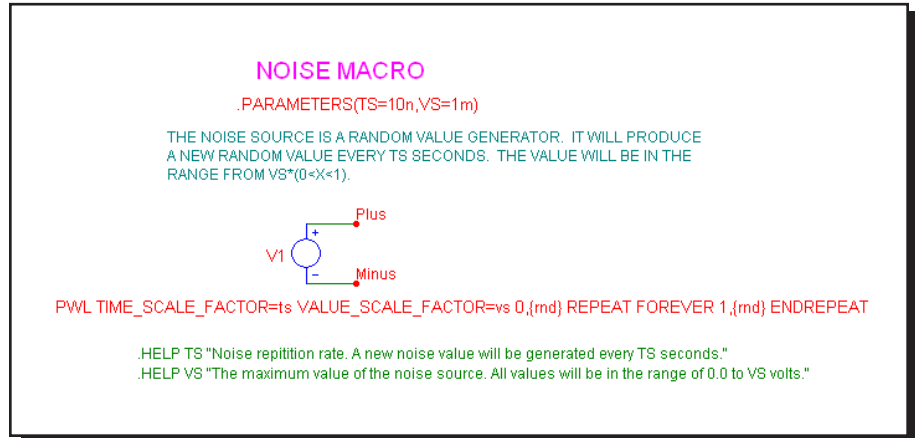 NOISE MACRO
.PARAMETERS(TS=10n,VS=1m)
THE NOISE SOURCE IS A RANDOM VALUE GENERATOR. IT WILL PRODUCE
A NEW RANDOM VALUE EVERY TS SECONDS. THE VALUE WILL BE IN THE
RANGE FROM VS*(0<X<1).
Plus
+
V1
−
Minus
PWL TIME_SCALE_FACTOR=ts VALUE_SCALE_FACTOR=vs 0,{rnd} REPEAT FOREVER 1,{rnd} ENDREPEAT
.HELP TS "Noise repitition rate. A new noise value will be generated every TS seconds."
.HELP VS "The maximum value of the noise source. All values will be in the range of 0.0 to VS volts."